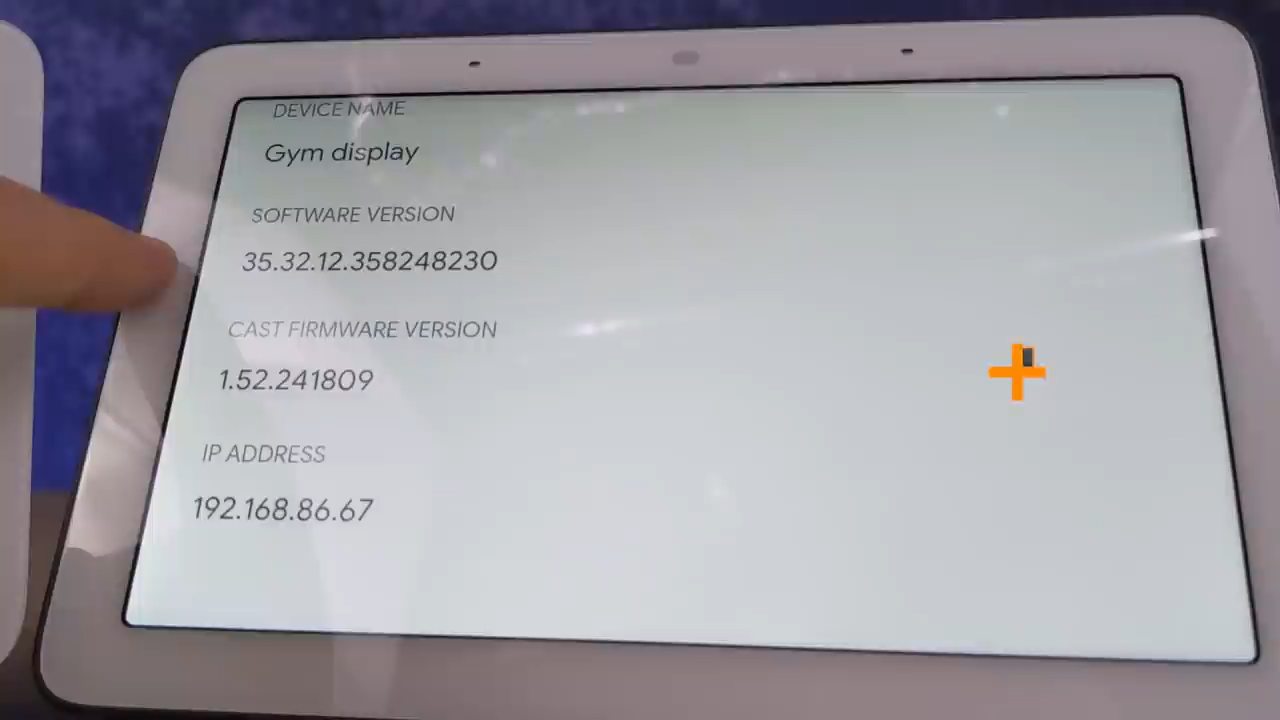 DEVICE NAME
Gym display
SOFTWARE VERSION
35.32.12.358248230
CAST FIRMWARE VERSION
1.52.241809
IP ADDRESS
192.168.86.67